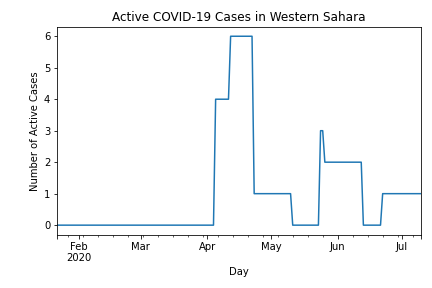 Active COVID-19 Cases in Western Sahara
Number of Active Cases
6
5
4
3
2
1
0
Feb Mar Apr May Jun Jul
2020
Day